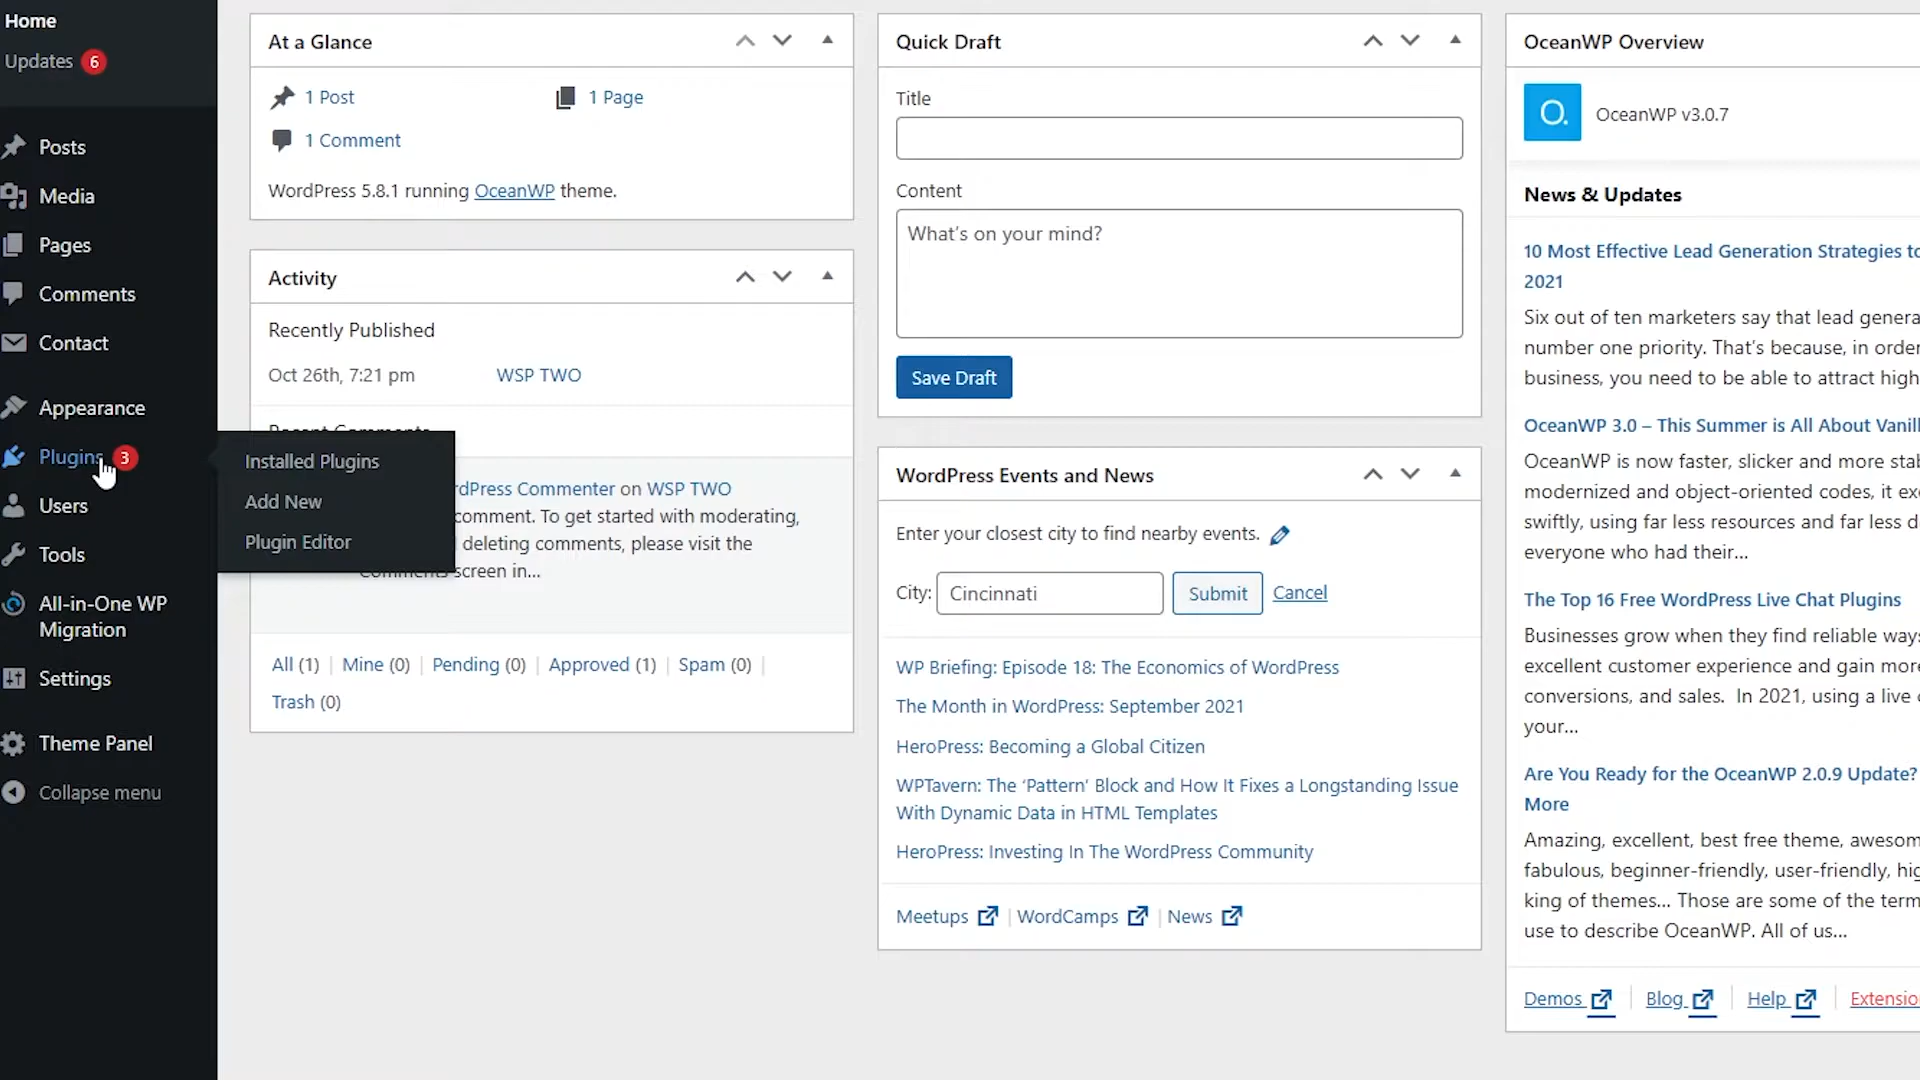 Home
Updates 6
Posts
Media
Pages
Comments
Contact
Appearance
Plugins 3
Users
Tools
All-in-One WP
Migration
Settings
Theme Panel
Collapse menu
Installed Plugins
Add New
Plugin Editor
At a Glance
1 Post
1 Page
1 Comment
WordPress 5.8.1 running OceanWP theme.
Activity
Recently Published
Oct 26th, 7:21 pm WSP TWO
Recent Comments
rdPress Commenter on WSP TWO
comment. To get started with moderating,
deleting comments, please visit the
Comments screen in...
All (1) | Mine (0) | Pending (0) | Approved (1) | Spam (0) |
Trash (0)
Quick Draft
Title
Content
What's on your mind?
Save Draft
WordPress Events and News
Enter your closest city to find nearby events.
City: Cincinnati Submit Cancel
WP Briefing: Episode 18: The Economics of WordPress
The Month in WordPress: September 2021
HeroPress: Becoming a Global Citizen
WPTavern: The ‘Pattern’ Block and How It Fixes a Longstanding Issue
With Dynamic Data in HTML Templates
HeroPress: Investing In The WordPress Community
Meetups | WordCamps | News
OceanWP Overview
O.
OceanWP v3.0.7
News & Updates
10 Most Effective Lead Generation Strategies to
2021
Six out of ten marketers say that lead genera
number one priority. That's because, in order
business, you need to be able to attract high
OceanWP 3.0 – This Summer is All About Vanill
OceanWP is now faster, slicker and more stab
modernized and object-oriented codes, it exe
swiftly, using far less resources and far less d
everyone who had their...
The Top 16 Free WordPress Live Chat Plugins
Businesses grow when they find reliable ways
excellent customer experience and gain more
conversions, and sales. In 2021, using a live c
your...
Are You Ready for the OceanWP 2.0.9 Update?
More
Amazing, excellent, best free theme, awesom
fabulous, beginner-friendly, user-friendly, hig
king of themes... Those are some of the term
use to describe OceanWP. All of us...
Demos | Blog | Help | Extensio